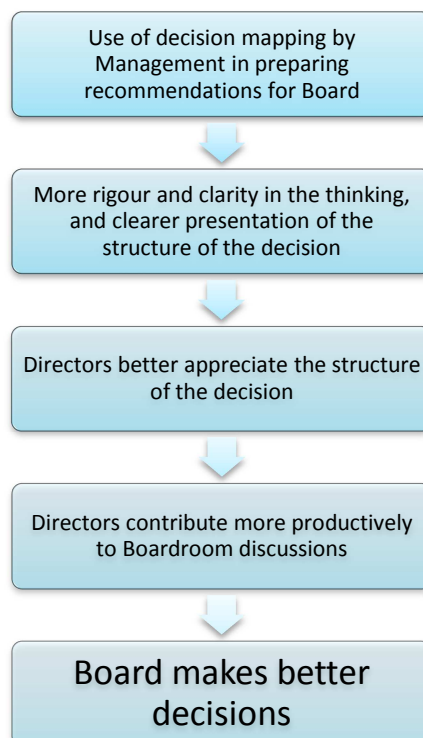 Use of decision mapping by
Management in preparing
recommendations for Board
More rigour and clarity in the thinking,
and clearer presentation of the
structure of the decision
Directors better appreciate the structure
of the decision
Directors contribute more productively
to Boardroom discussions
Board makes better
decisions